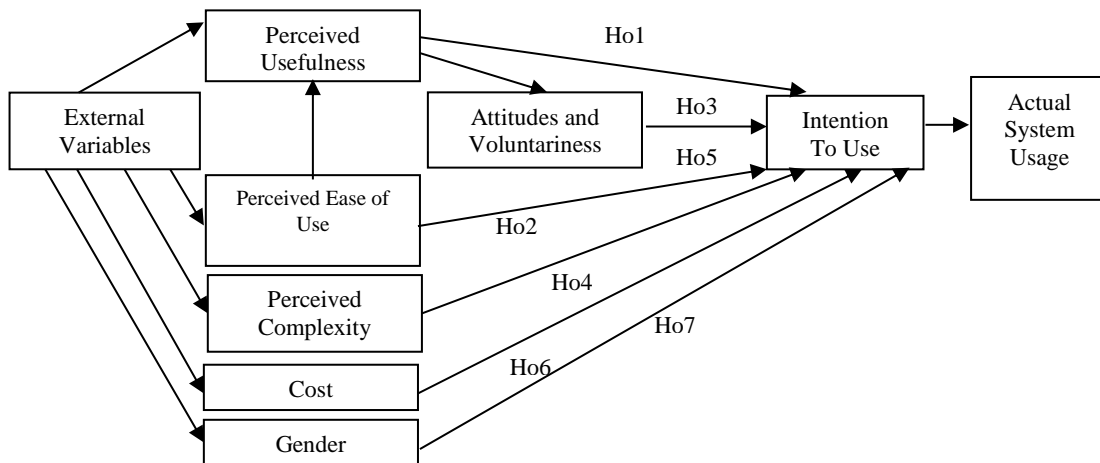 Perceived
Usefulness
Ho1
External
Variables
Attitudes and
Voluntariness
Ho3
Intention
To Use
Actual
System
Usage
Ho5
Perceived Ease of
Use
Ho2
Perceived
Complexity
Ho4
Ho7
Cost
Ho6
Gender